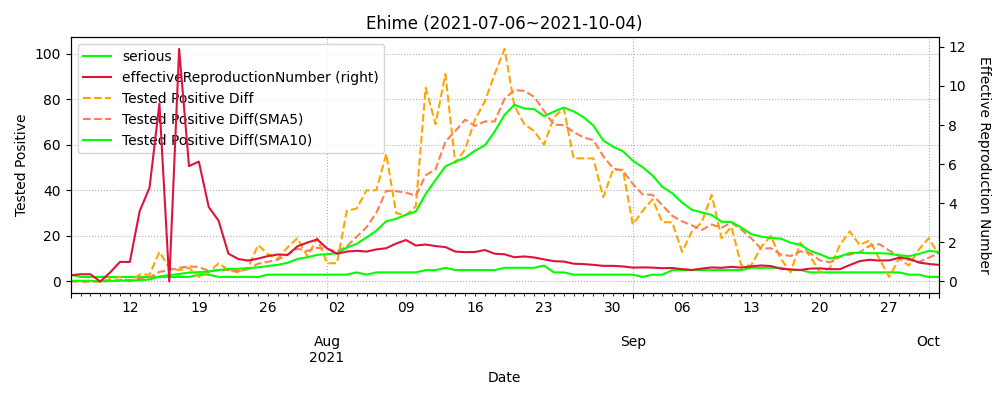 Ehime (2021-07-06~2021-10-04)
serious
effectiveReproductionNumber (right)
Tested Positive Diff
Tested Positive Diff(SMA5)
Tested Positive Diff(SMA10)
Tested Positive
100
80
60
40
20
0
12
10
8
6
4
2
0
Effective Reproduction Number
12 19 26 02 09 16 23 30 06 13 20 27
Aug Sep Oct
2021
Date